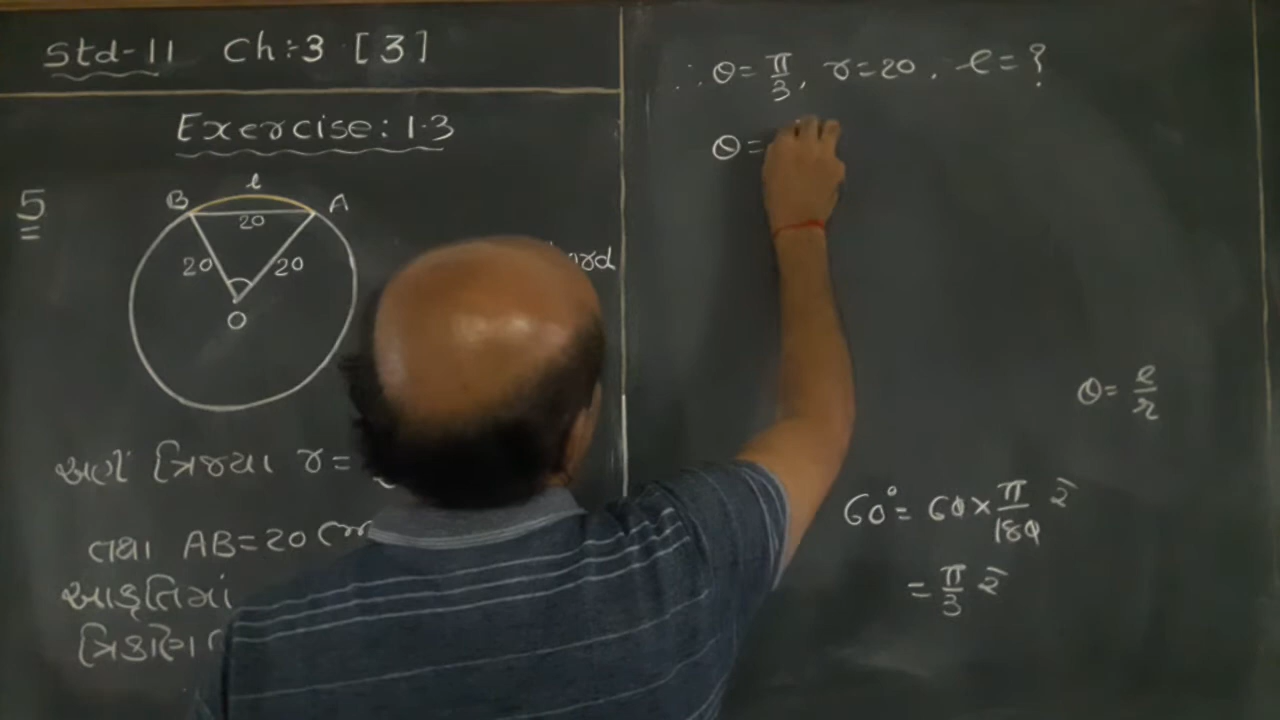 Std-11 Ch:-3 [3]
Exercise: 1.3
5
l
B A
20
20 20
O
અહીં ત્રિજ્યા r =
તથા AB = 20 cm
આકૃતિમાં
∴ θ = π/3, r = 20, l = ?
θ =
θ = l/r
60° = 60 × π/180
= π/3